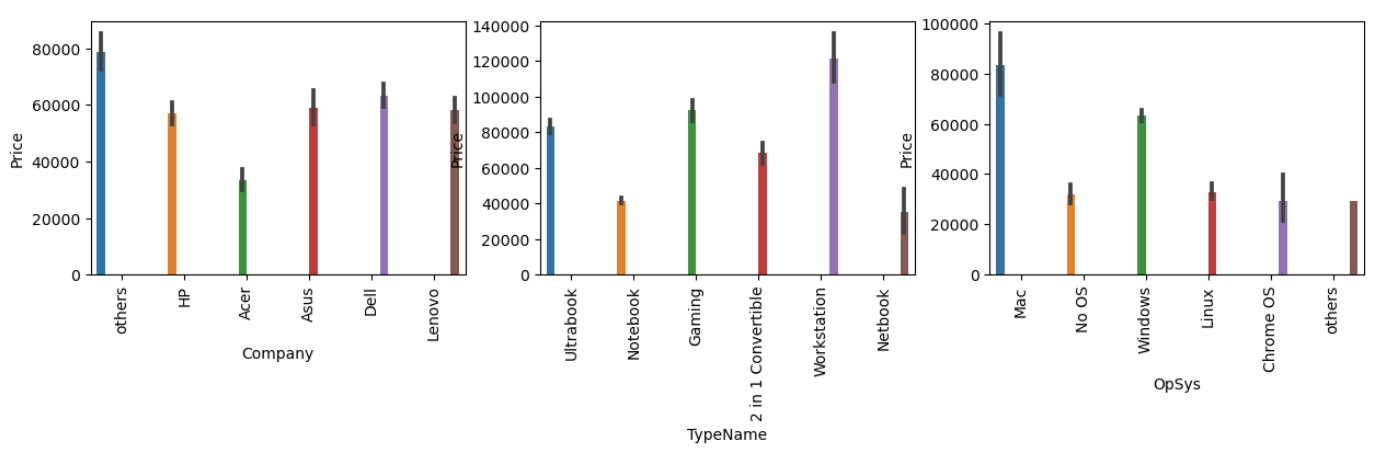 80000
60000
40000
20000
0
Price
others
HP
Acer
Asus
Dell
Lenovo
Company
140000
120000
100000
80000
60000
40000
20000
0
Price
Ultrabook
Notebook
Gaming
2 in 1 Convertible
Workstation
Netbook
TypeName
100000
80000
60000
40000
20000
0
Price
Mac
No OS
Windows
Linux
Chrome OS
others
OpSys